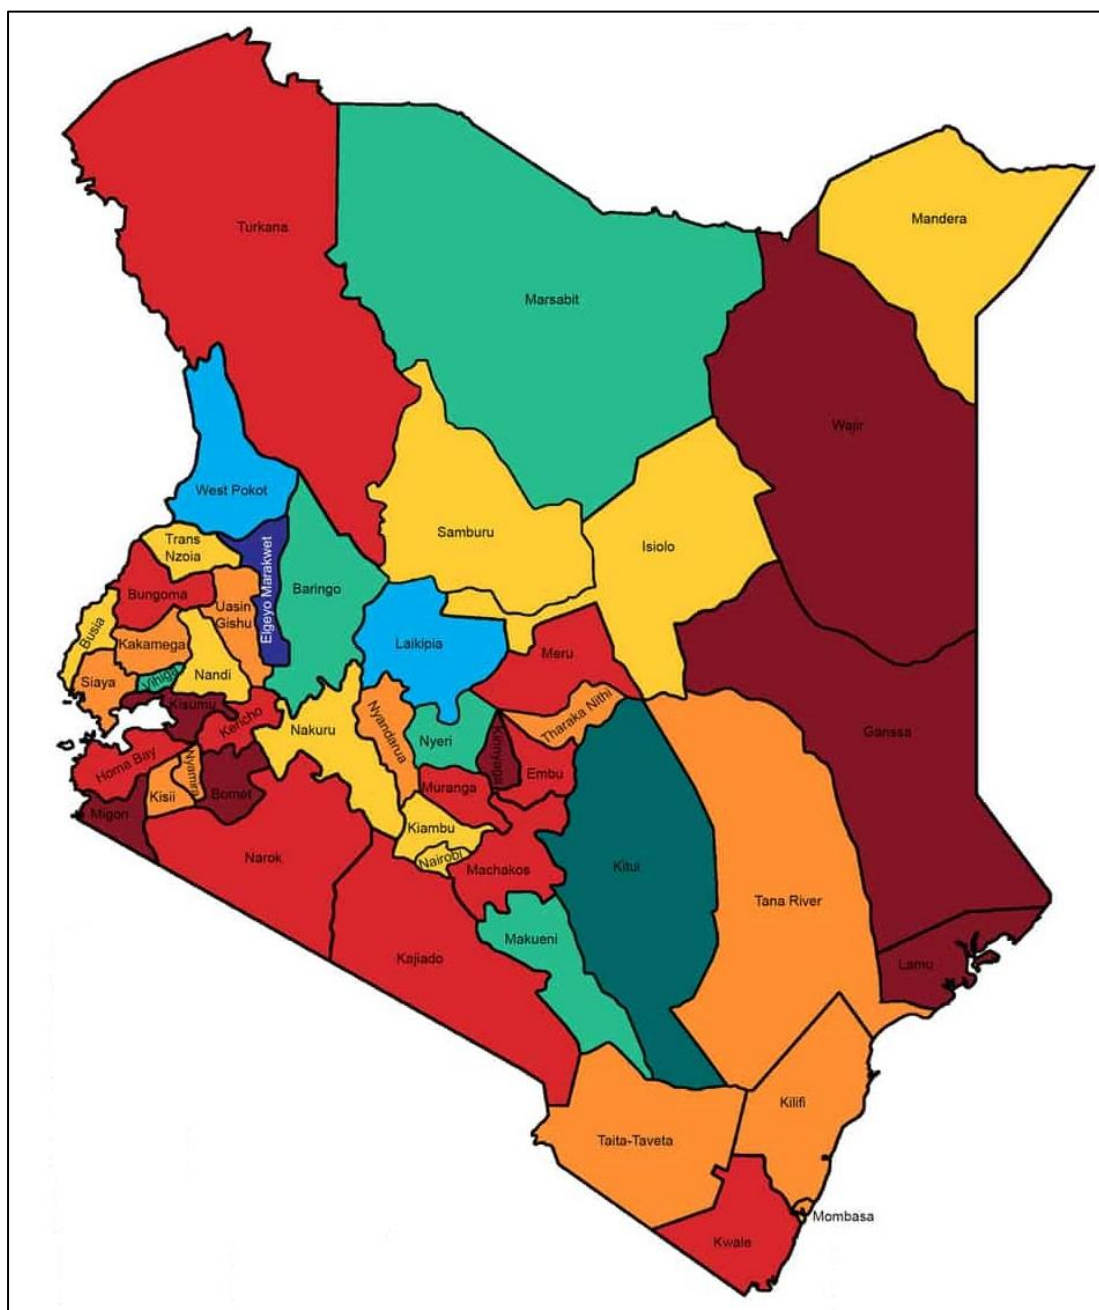 Turkana
Mandera
Marsabit
Wajir
West Pokot
Samburu
Trans
Nzoia
Isiolo
Elgeyo Marakwet
Baringo
Bungoma
Uasin
Gishu
Busia
Kakamega
Laikipia
Meru
Siaya
Vihiga
Nandi
Kisumu
Kericho
Nakuru
Nyandarua
Nyeri
Tharaka Nithi
Ganssa
Homa Bay
Nyamira
Kirinyaga
Embu
Kisii
Bomet
Muranga
Migori
Kiambu
Nairobi
Narok
Machakos
Kitui
Tana River
Makueni
Kajiado
Lamu
Kilifi
Taita-Taveta
Mombasa
Kwale